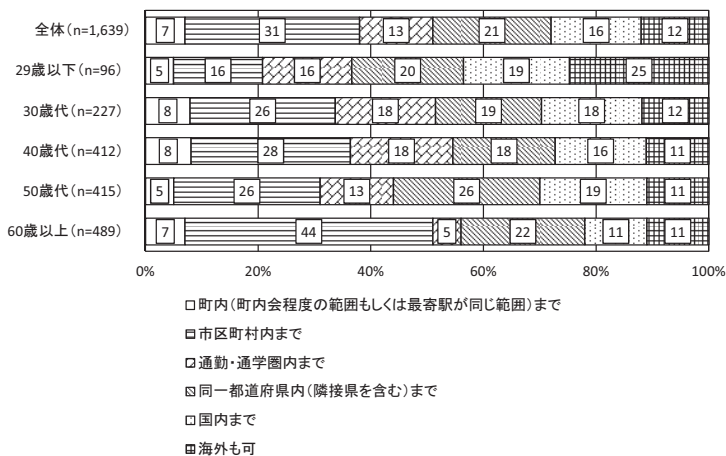 全体(n=1,639) 7 31 13 21 16 12
29歳以下(n=96) 5 16 16 20 19 25
30歳代(n=227) 8 26 18 19 18 12
40歳代(n=412) 8 28 18 18 16 11
50歳代(n=415) 5 26 13 26 19 11
60歳以上(n=489) 7 44 5 22 11 11
0% 20% 40% 60% 80% 100%
町内(町内会程度の範囲もしくは最寄駅が同じ範囲)まで
市区町村内まで
通勤・通学圏内まで
同一都道府県内(隣接県を含む)まで
国内まで
海外も可